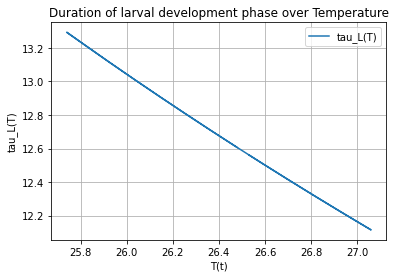 Duration of larval development phase over Temperature
tau_L(T)
tau_L(T)
13.2
13.0
12.8
12.6
12.4
12.2
25.8 26.0 26.2 26.4 26.6 26.8 27.0
T(t)